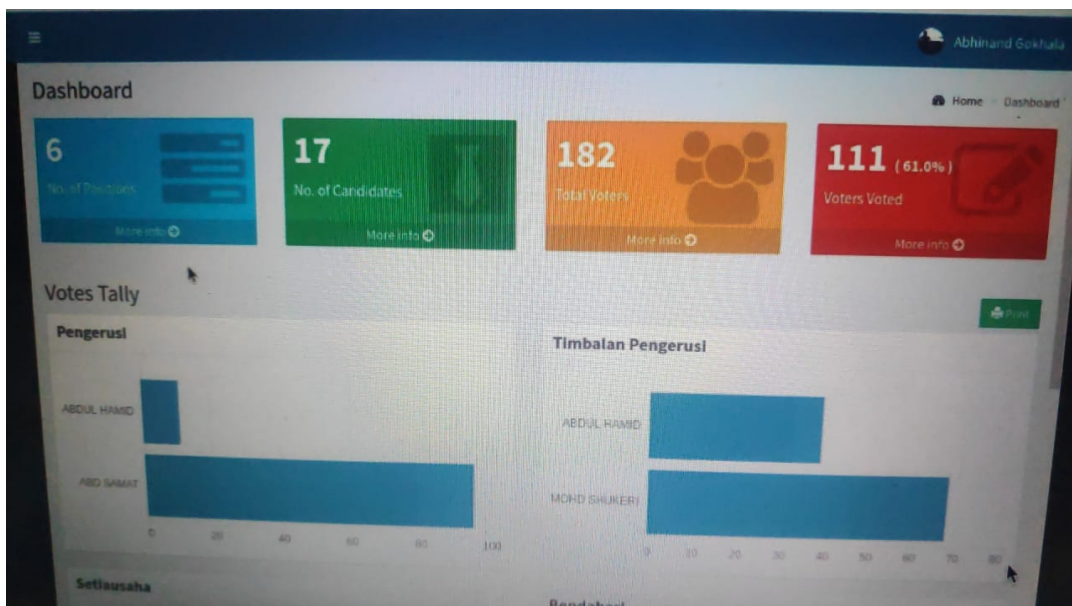 Abhinand Gokhala
Dashboard
Home Dashboard
6
No. of Positions
More info
17
No. of Candidates
More info
182
Total Voters
More info
111 (61.0%)
Voters Voted
More info
Votes Tally
Print
Pengerusi
ABDUL HAMID
ABD SAMAT
0 20 40 60 80 100
Timbalan Pengerusi
ABDUL HAMID
MOHD SHUKERI
0 10 20 30 40 50 60 70 80
Setiausaha
Bendahari